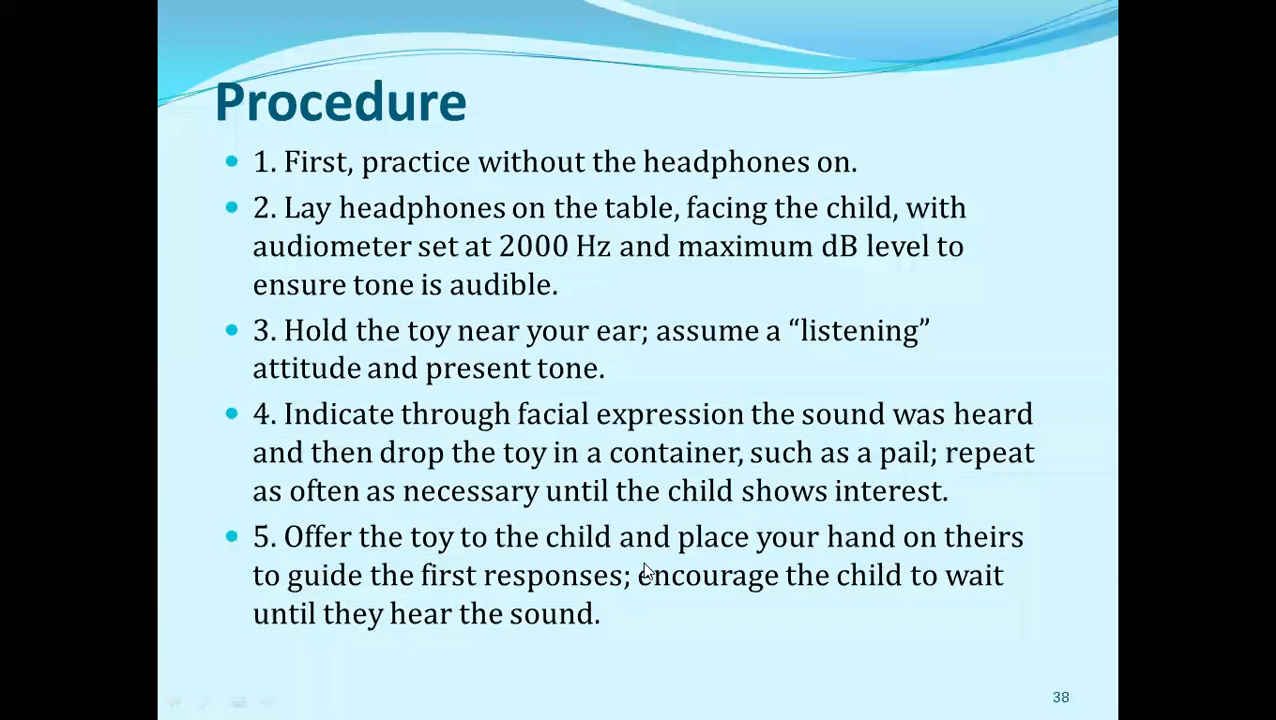 Procedure
• 1. First, practice without the headphones on.
• 2. Lay headphones on the table, facing the child, with
audiometer set at 2000 Hz and maximum dB level to
ensure tone is audible.
• 3. Hold the toy near your ear; assume a “listening”
attitude and present tone.
• 4. Indicate through facial expression the sound was heard
and then drop the toy in a container, such as a pail; repeat
as often as necessary until the child shows interest.
• 5. Offer the toy to the child and place your hand on theirs
to guide the first responses; encourage the child to wait
until they hear the sound.
38